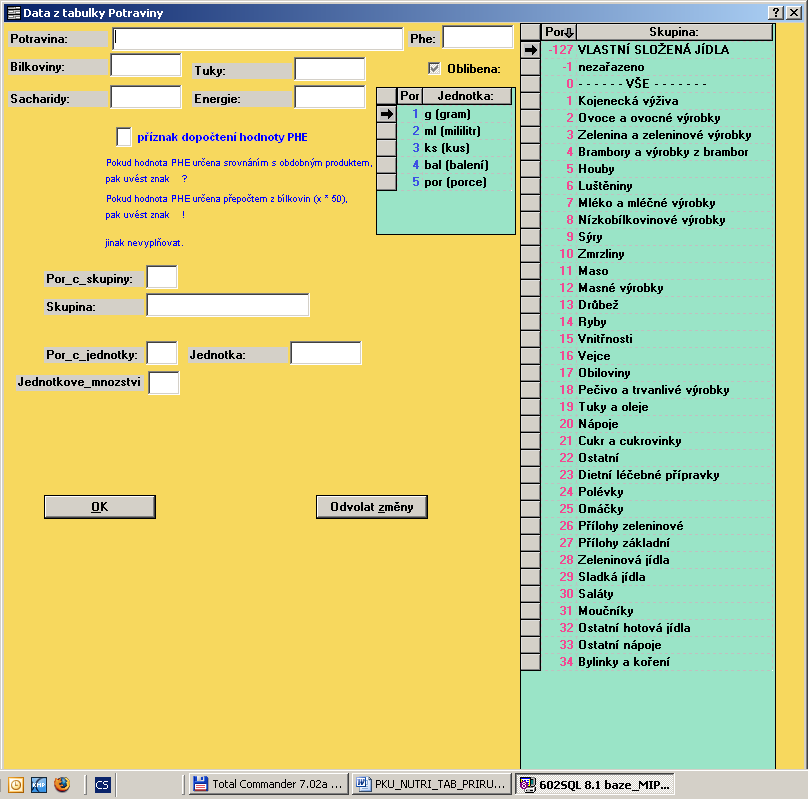 Data z tabulky Potraviny
Potravina:
Phe:
Bílkoviny:
Tuky:
Oblíbena:
Sacharidy:
Energie:
příznak dopočtení hodnoty PHE
Pokud hodnota PHE určena srovnáním s obdobným produktem,
pak uvést znak ?
Pokud hodnota PHE určena přepočtem z bílkovin (x * 50),
pak uvést znak !
jinak nevyplňovat.
Por Jednotka:
1 g (gram)
2 ml (mililitr)
3 ks (kus)
4 bal (balení)
5 por (porce)
Por_c_skupiny:
Skupina:
Por_c_jednotky:
Jednotka:
Jednotkove_mnozstvi
OK
Odvolat změny
Por Skupina:
-127 VLASTNÍ SLOŽENÁ JÍDLA
-1 nezařazeno
0 - - - - - - VŠE - - - - - - -
1 Kojenecká výživa
2 Ovoce a ovocné výrobky
3 Zelenina a zeleninové výrobky
4 Brambory a výrobky z brambor
5 Houby
6 Luštěniny
7 Mléko a mléčné výrobky
8 Nízkobílkovinové výrobky
9 Sýry
10 Zmrzliny
11 Maso
12 Masné výrobky
13 Drůbež
14 Ryby
15 Vnitřnosti
16 Vejce
17 Obiloviny
18 Pečivo a trvanlivé výrobky
19 Tuky a oleje
20 Nápoje
21 Cukr a cukrovinky
22 Ostatní
23 Dietní léčebné přípravky
24 Polévky
25 Omáčky
26 Přílohy zeleninové
27 Přílohy základní
28 Zeleninová jídla
29 Sladká jídla
30 Saláty
31 Moučníky
32 Ostatní hotová jídla
33 Ostatní nápoje
34 Bylinky a koření
KMP
CS
Total Commander 7.02a ...
PKU_NUTRI_TAB_PRIRU...
602SQL 8.1 baze_MIP...